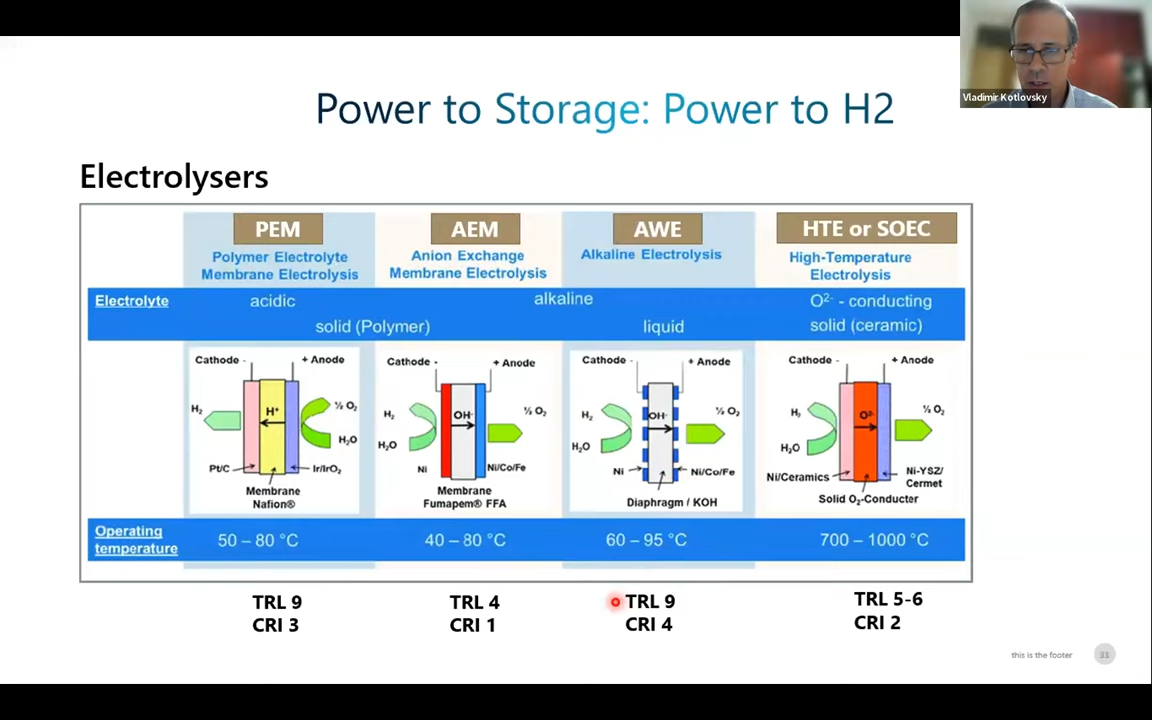 Vladimir Kotlovsky
Power to Storage: Power to H2
Electrolysers
PEM
Polymer Electrolyte
Membrane Electrolysis
AEM
Anion Exchange
Membrane Electrolysis
AWE
Alkaline Electrolysis
HTE or SOEC
High-Temperature
Electrolysis
Electrolyte
acidic
alkaline
O²⁻ - conducting
solid (Polymer)
liquid
solid (ceramic)
Cathode -
+ Anode
H₂
H⁺
½ O₂
H₂O
Pt/C
Ir/IrO₂
Membrane
Nafion®
Cathode -
+ Anode
H₂
OH⁻
½ O₂
H₂O
Ni
Ni/Co/Fe
Membrane
Fumapem® FFA
Cathode -
+ Anode
H₂
OH⁻
½ O₂
H₂O
Ni
Ni/Co/Fe
Diaphragm / KOH
Cathode -
+ Anode
H₂
O²⁻
½ O₂
H₂O
Ni/Ceramics
Ni-YSZ/
Cermet
Solid O₂-Conducter
Operating
temperature
50 – 80 °C
40 – 80 °C
60 – 95 °C
700 – 1000 °C
TRL 9
CRI 3
TRL 4
CRI 1
TRL 9
CRI 4
TRL 5-6
CRI 2
this is the footer
33